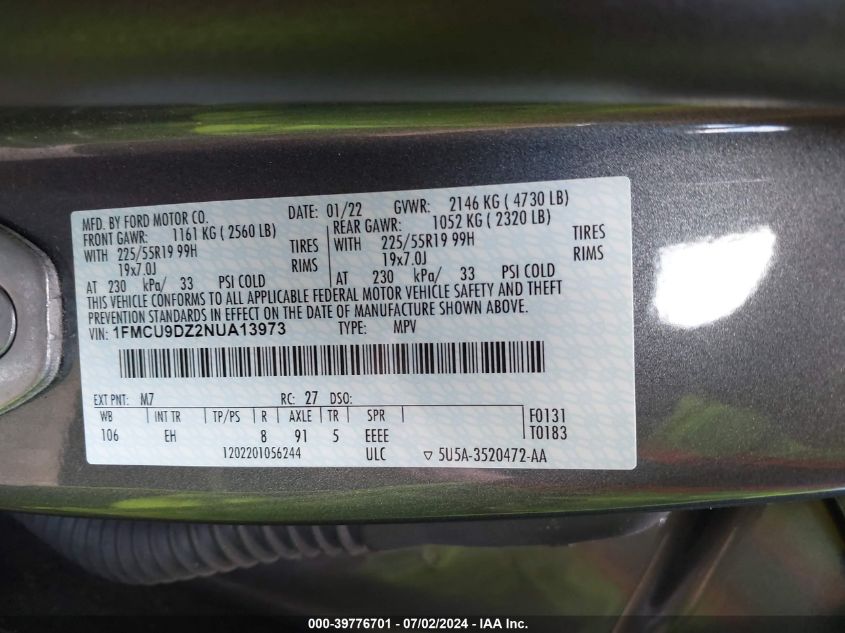 MFD. BY FORD MOTOR CO. DATE: 01/22 GVWR: 2146 KG ( 4730 LB)
FRONT GAWR: 1161 KG ( 2560 LB) REAR GAWR: 1052 KG ( 2320 LB)
WITH 225/55R19 99H TIRES WITH 225/55R19 99H TIRES
19x7.0J RIMS 19x7.0J RIMS
AT 230 kPa/ 33 PSI COLD AT 230 kPa/ 33 PSI COLD
THIS VEHICLE CONFORMS TO ALL APPLICABLE FEDERAL MOTOR VEHICLE SAFETY AND THEFT
PREVENTION STANDARDS IN EFFECT ON THE DATE OF MANUFACTURE SHOWN ABOVE.
VIN: 1FMCU9DZ2NUA13973 TYPE: MPV
EXT PNT: M7 RC: 27 DSO:
WB INT TR TP/PS R AXLE TR SPR F0131
106 EH 8 91 5 EEEE T0183
1202201056244 ULC ▽ 5U5A-3520472-AA
000-39776701 - 07/02/2024 - IAAI.COM